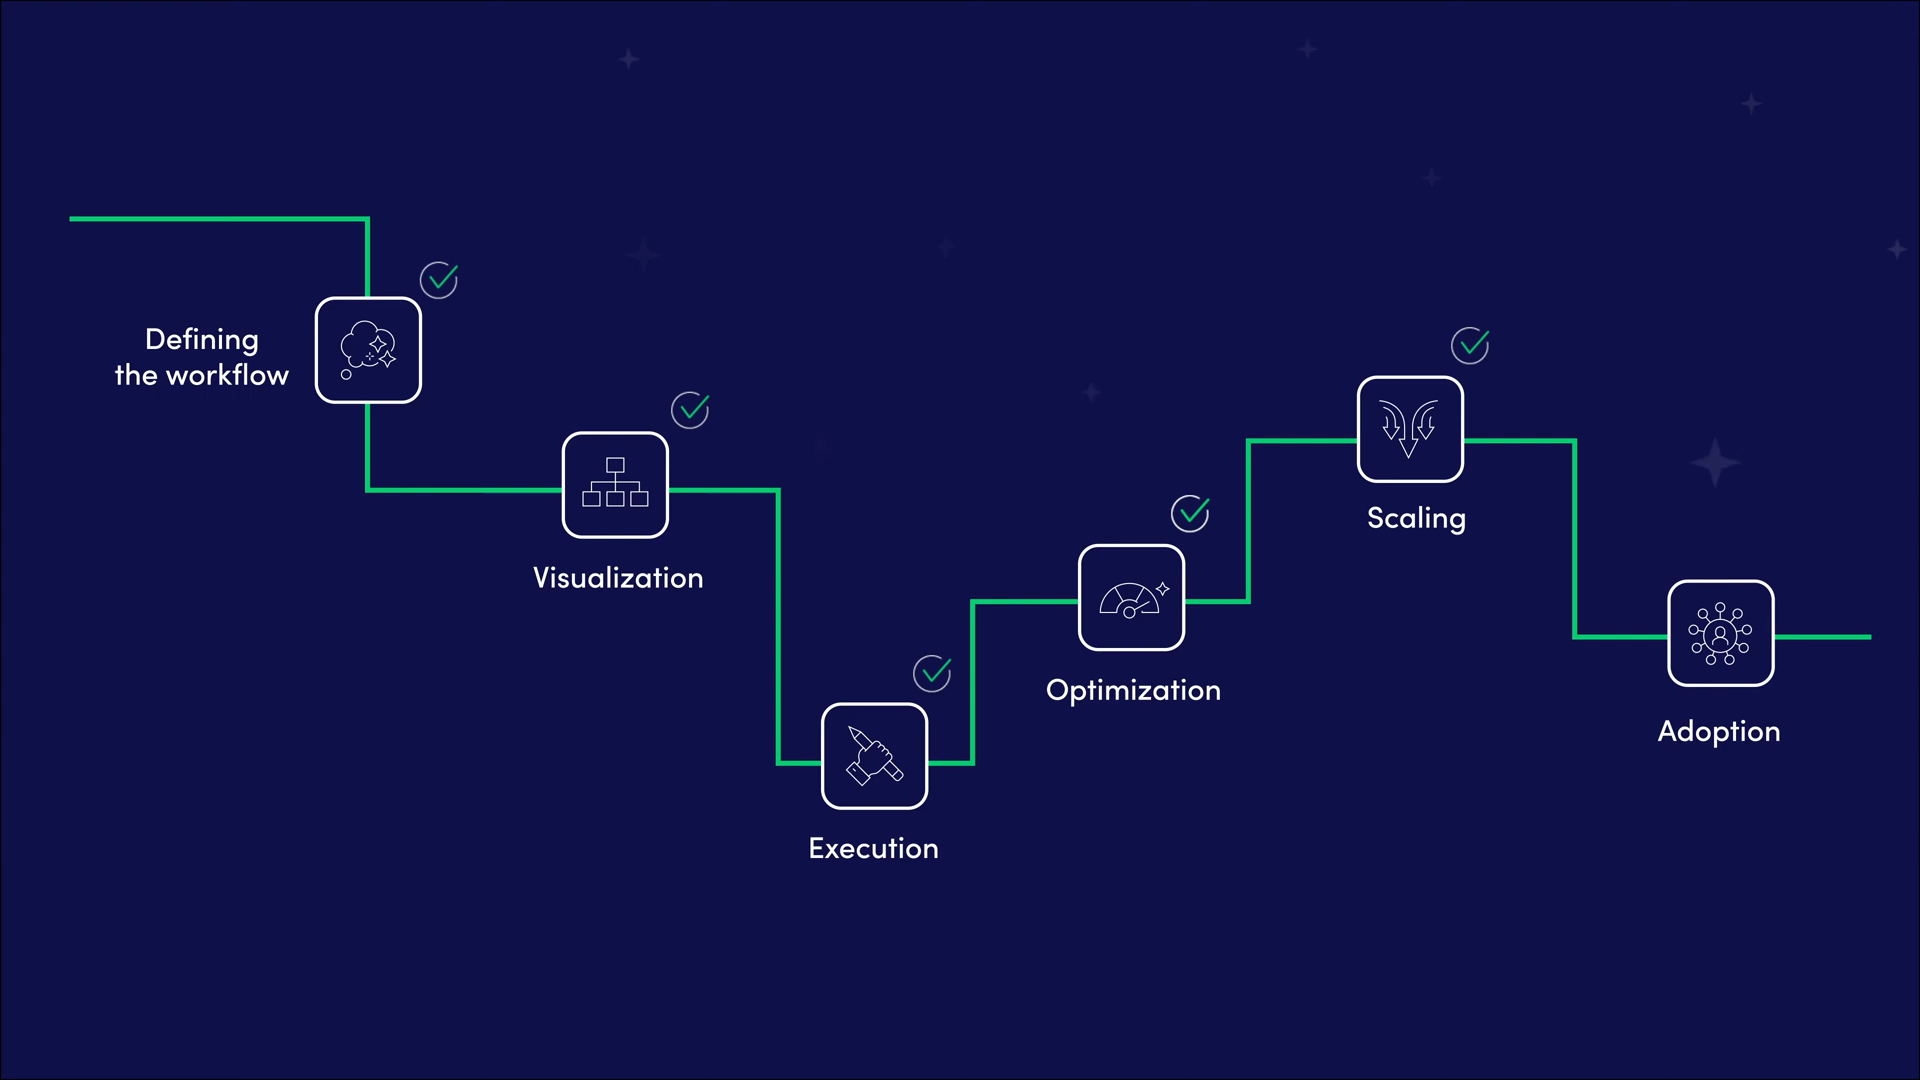 Defining
the workflow
Visualization
Execution
Optimization
Scaling
Adoption